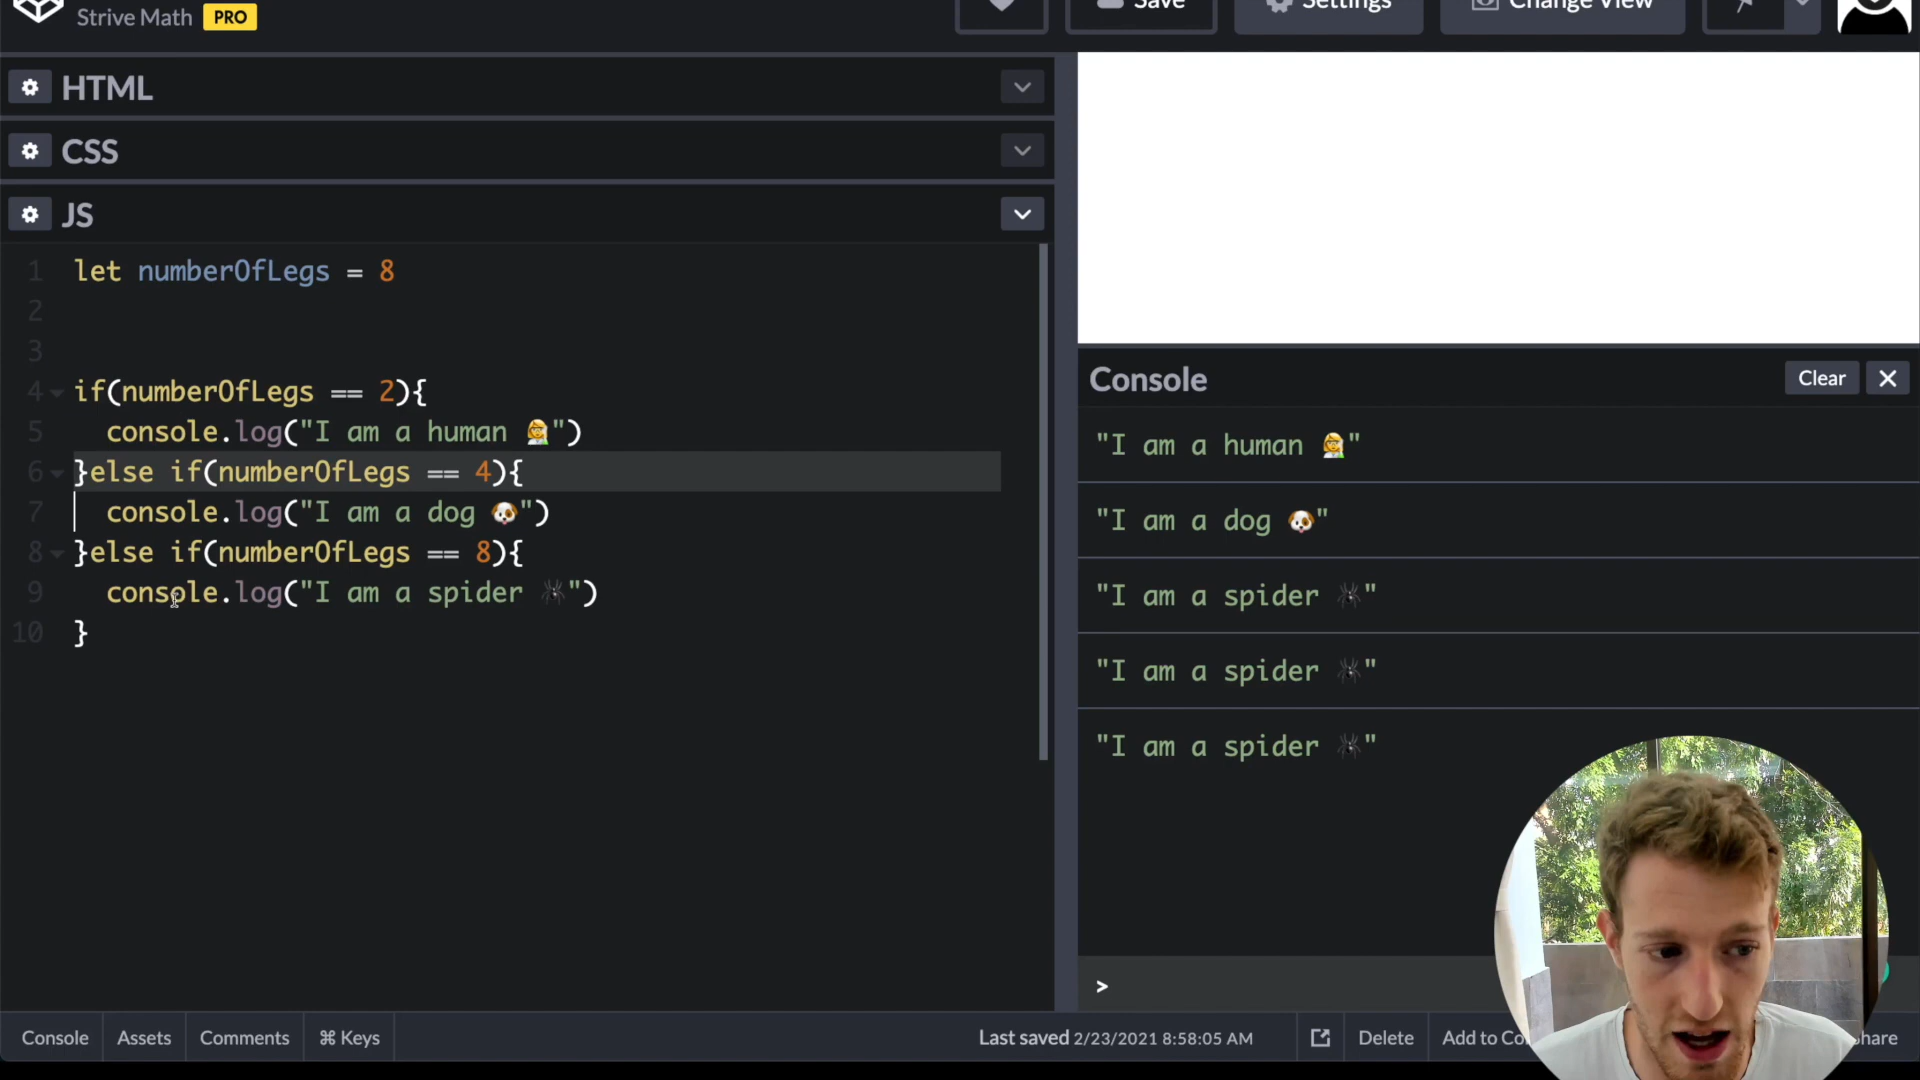 Strive Math PRO
Save
Settings
Change View
HTML
CSS
JS
1 let numberOfLegs = 8
2
3
4 if(numberOfLegs == 2){
5 console.log("I am a human 👩‍🔬")
6 }else if(numberOfLegs == 4){
7 console.log("I am a dog 🐶")
8 }else if(numberOfLegs == 8){
9 console.log("I am a spider 🕷")
10 }
Console
Clear
"I am a human 👩‍🔬"
"I am a dog 🐶"
"I am a spider 🕷"
"I am a spider 🕷"
"I am a spider 🕷"
>
Console Assets Comments ⌘ Keys Last saved 2/23/2021 8:58:05 AM Delete Add to